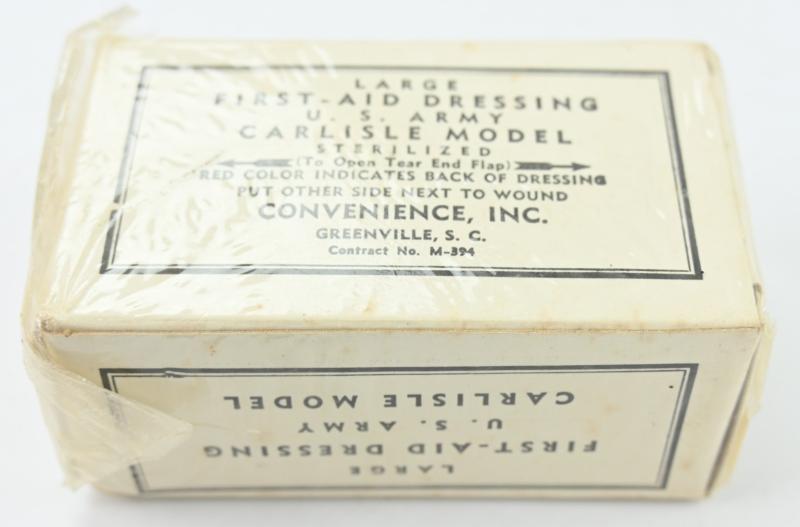 LARGE
FIRST-AID DRESSING
U. S. ARMY
CARLISLE MODEL
STERILIZED
(To Open Tear End Flap)
RED COLOR INDICATES BACK OF DRESSING
PUT OTHER SIDE NEXT TO WOUND
CONVENIENCE, INC.
GREENVILLE, S. C.
Contract No. M-394
LARGE
FIRST-AID DRESSING
U. S. ARMY
CARLISLE MODEL